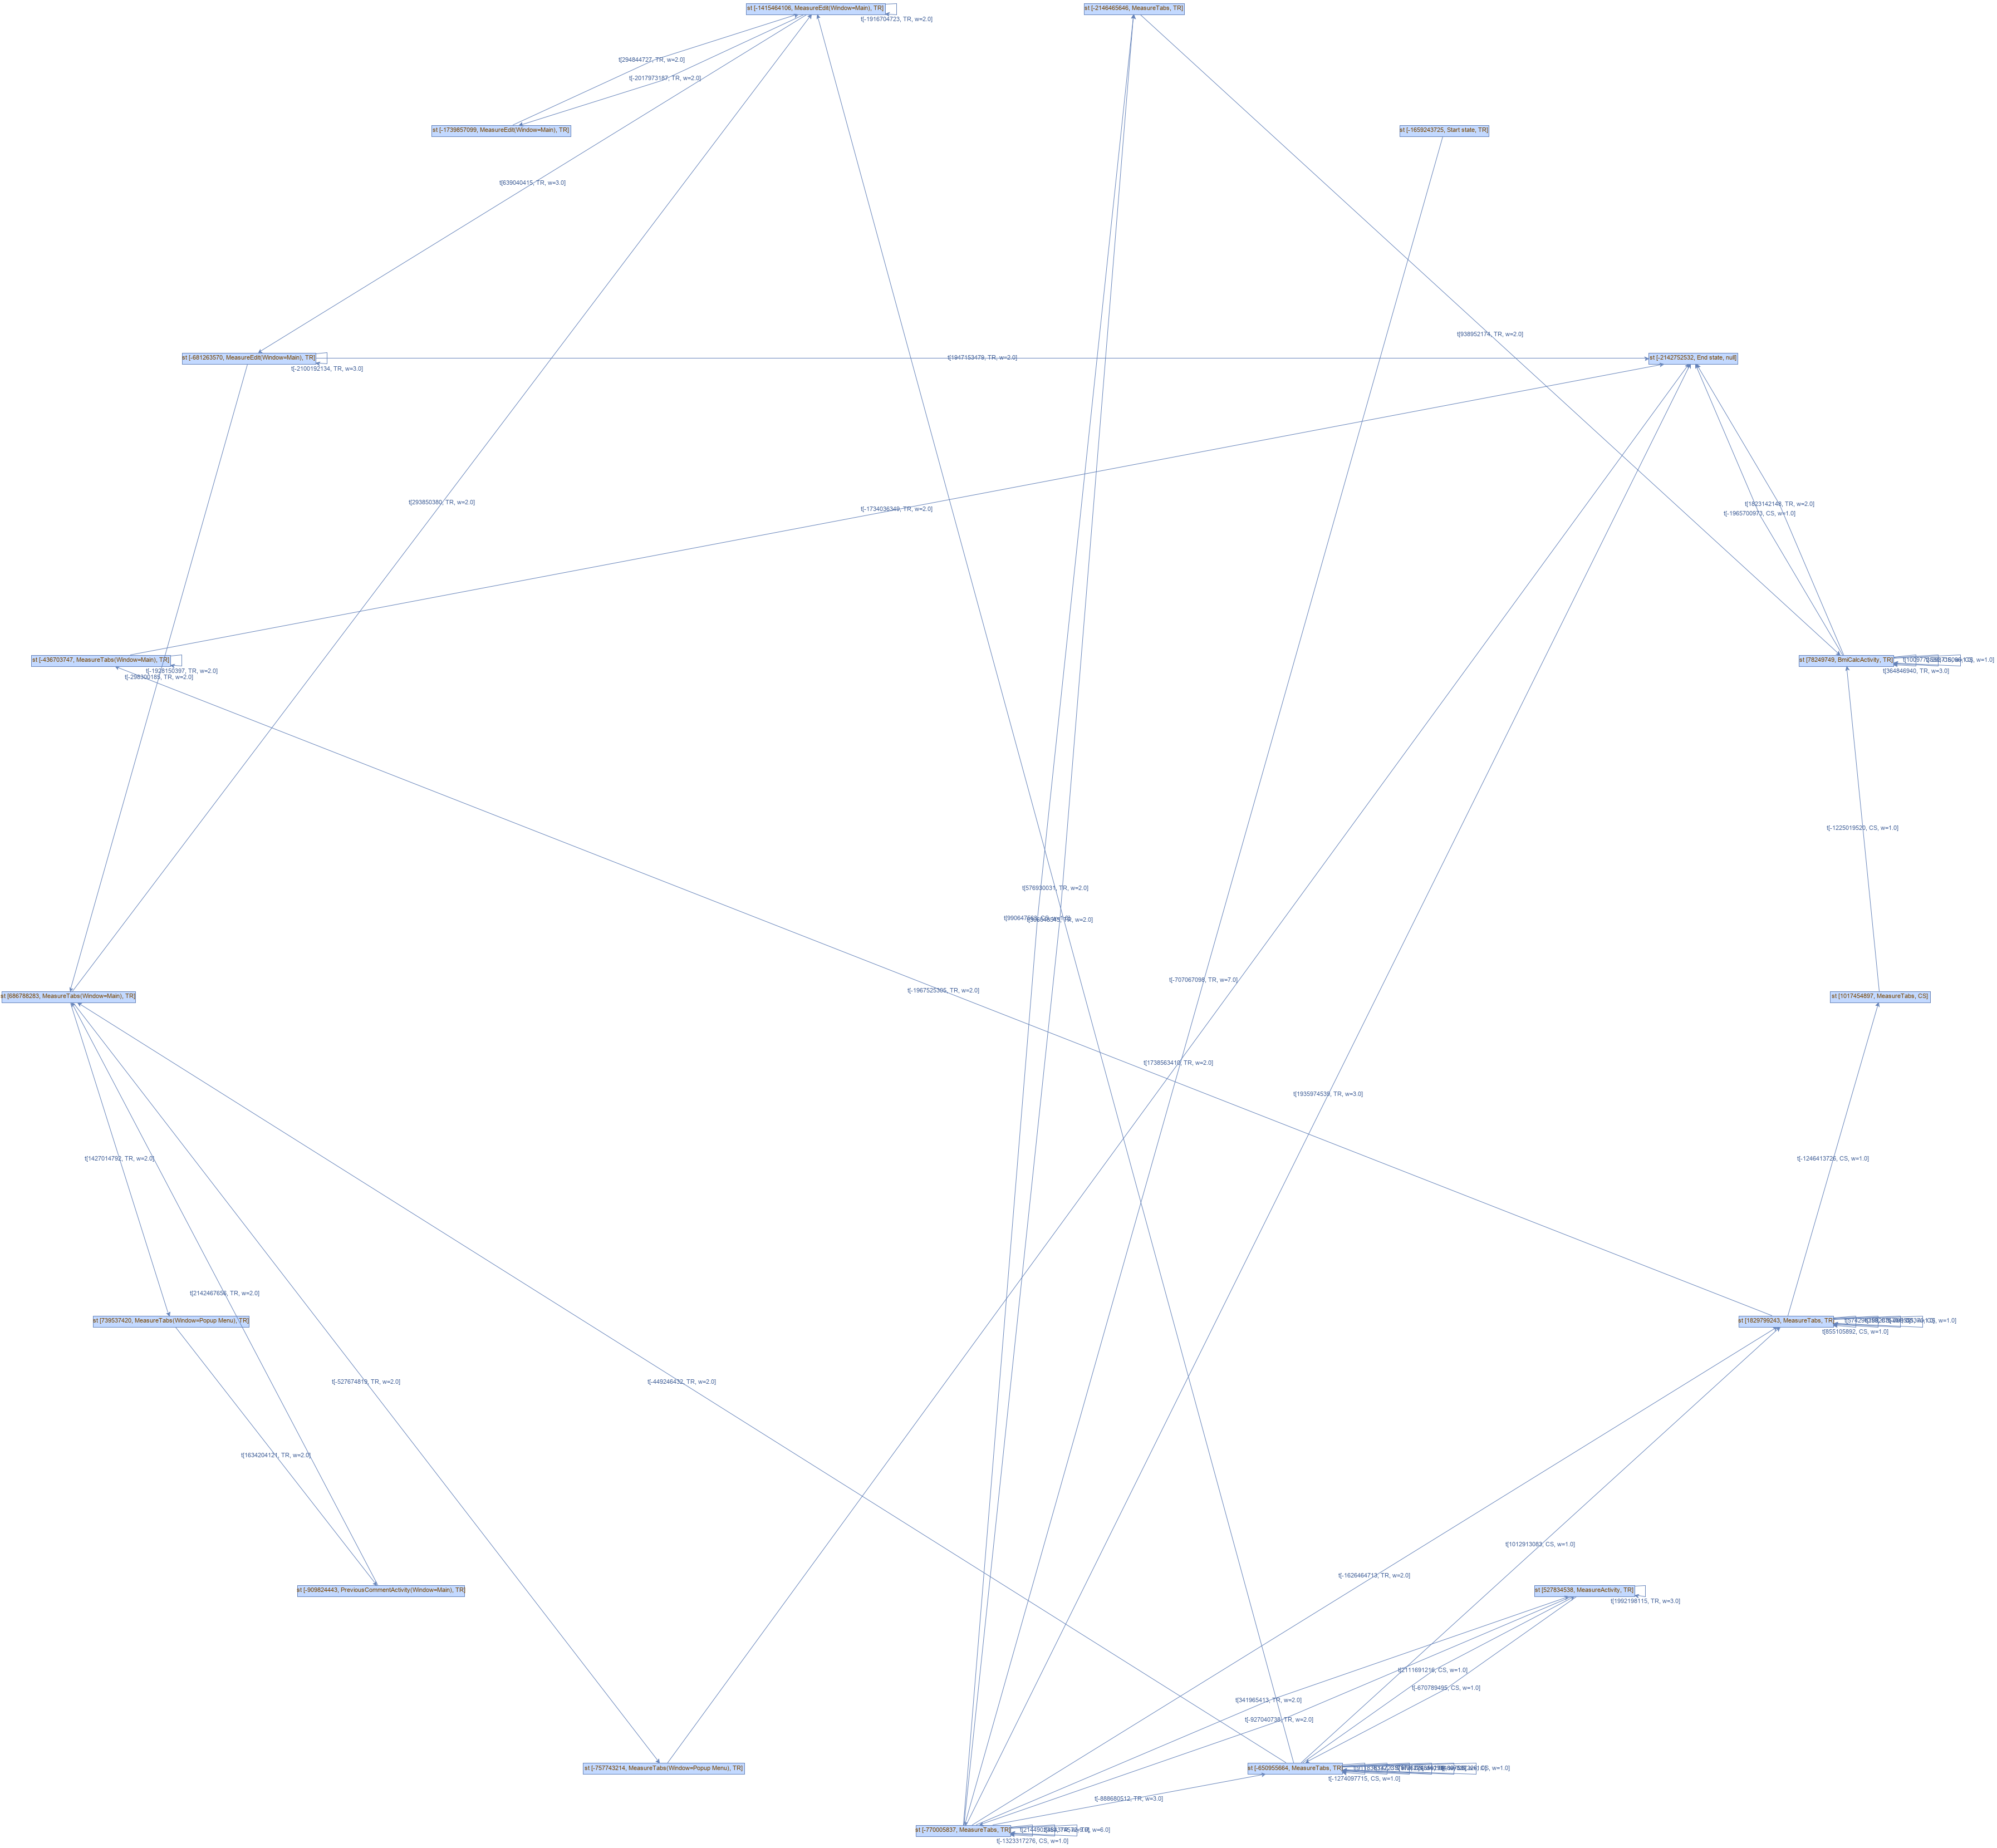 st [-1415464106, MeasureEdit(Window=Main), TR]
st [-2146465646, MeasureTabs, TR]
t[-1916704723, TR, w=2.0]
t[294844727, TR, w=2.0]
t[-2017973187, TR, w=2.0]
st [-1739857099, MeasureEdit(Window=Main), TR]
st [-1659243725, Start state, TR]
t[639040415, TR, w=3.0]
t[938952174, TR, w=2.0]
st [-681263570, MeasureEdit(Window=Main), TR]
t[1947153479, TR, w=2.0]
st [-2142752532, End state, null]
t[-2100192134, TR, w=3.0]
t[293850380, TR, w=2.0]
t[-1734036349, TR, w=2.0]
t[1823142148, TR, w=2.0]
t[-1965700973, CS, w=1.0]
st [-436703747, MeasureTabs(Window=Main), TR]
st [78249749, BmiCalcActivity, TR]
t[-1928150397, TR, w=2.0]
t[364846940, TR, w=3.0]
t[-298300185, TR, w=2.0]
t[-1225019520, CS, w=1.0]
t[576930031, TR, w=2.0]
t[-707067098, TR, w=7.0]
t[-1967525305, TR, w=2.0]
st [686788283, MeasureTabs(Window=Main), TR]
st [1017454897, MeasureTabs, CS]
t[1738563410, TR, w=2.0]
t[1935974539, TR, w=3.0]
t[1427014792, TR, w=2.0]
t[-1246413726, CS, w=1.0]
t[2142467656, TR, w=2.0]
st [739537420, MeasureTabs(Window=Popup Menu), TR]
st [1829799243, MeasureTabs, TR]
t[855105892, CS, w=1.0]
t[-527674819, TR, w=2.0]
t[-449246432, TR, w=2.0]
t[1634204121, TR, w=2.0]
t[1012913083, CS, w=1.0]
t[-1626464713, TR, w=2.0]
st [-909824443, PreviousCommentActivity(Window=Main), TR]
st [527834538, MeasureActivity, TR]
t[1992198115, TR, w=3.0]
t[2111691216, CS, w=1.0]
t[-670789495, CS, w=1.0]
t[341965413, TR, w=2.0]
t[-927040738, TR, w=2.0]
st [-757743214, MeasureTabs(Window=Popup Menu), TR]
st [-650955664, MeasureTabs, TR]
t[-1274097715, CS, w=1.0]
t[-888680512, TR, w=3.0]
st [-770005837, MeasureTabs, TR]
t[-1323317276, CS, w=1.0]